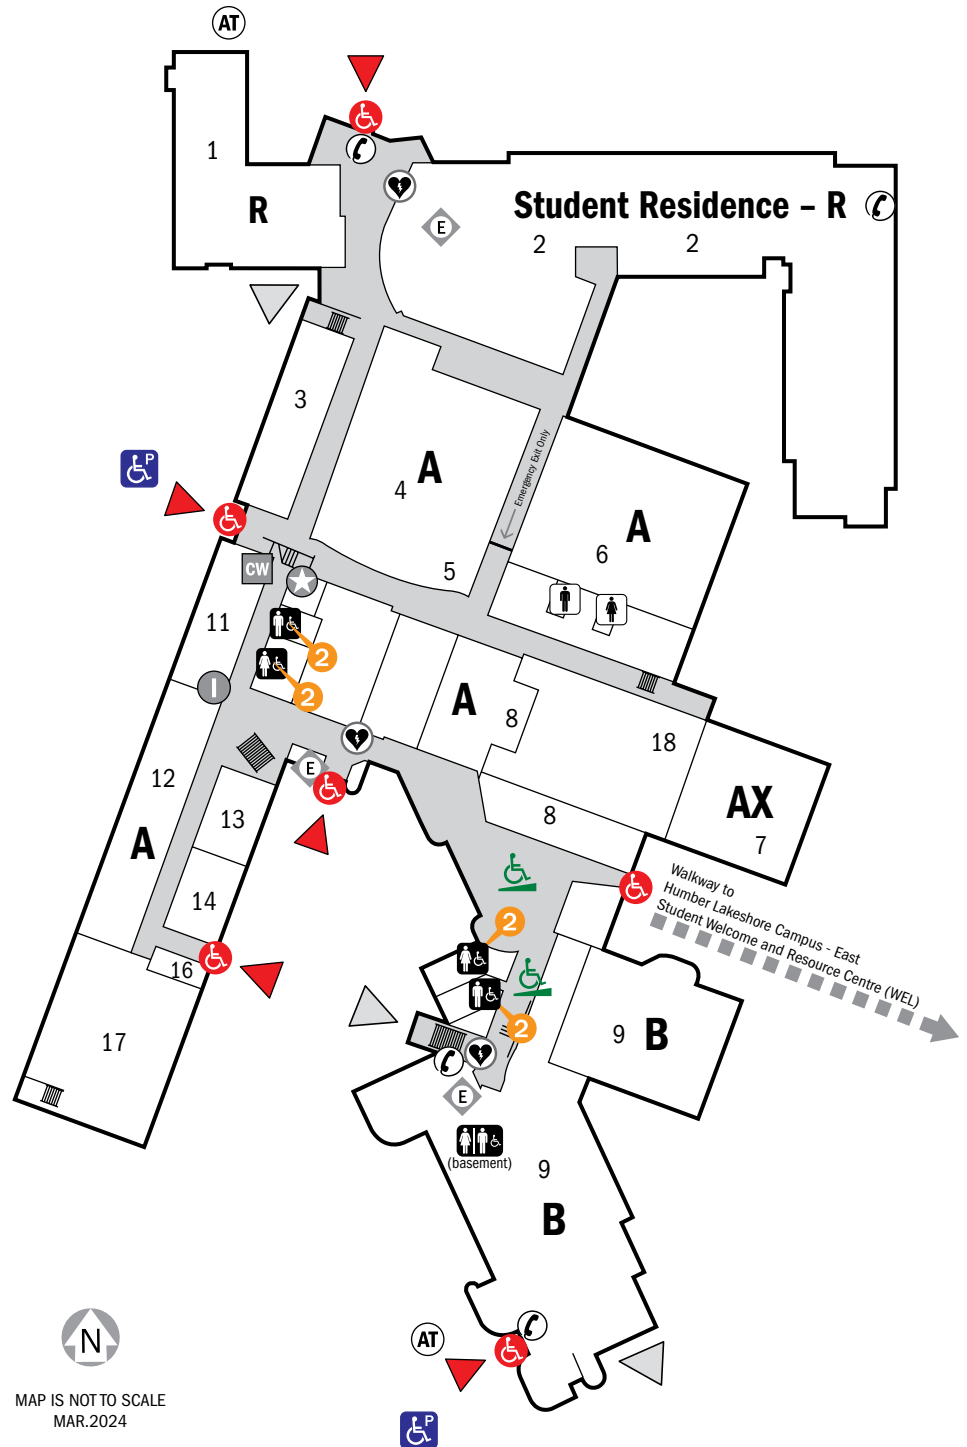 AT
1
R
Student Residence – R
E
2
2
3
A
4
Emergency Exit Only
A
6
P
5
CW
11
2
2
I
A
8
18
12
E
13
8
AX
7
A
14
Walkway to
Humber Lakeshore Campus - East
Student Welcome and Resource Centre (WEL)
2
16
2
17
9 B
E
(basement)
9
B
N
AT
MAP IS NOT TO SCALE
MAR.2024
P